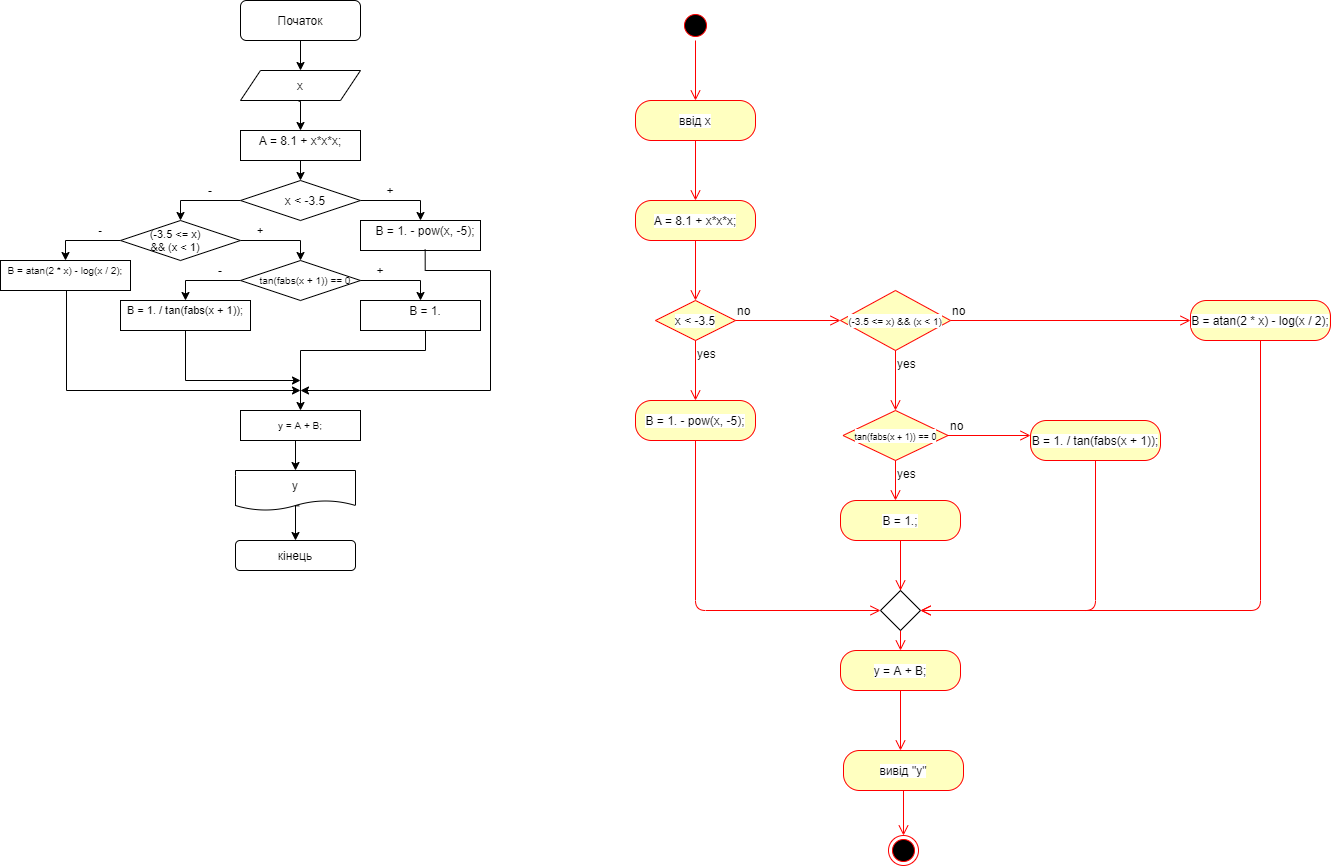 Початок
x
A = 8.1 + x*x*x;
x < -3.5
-
+
(-3.5 <= x)
&& (x < 1)
-
+
B = 1. - pow(x, -5);
B = atan(2 * x) - log(x / 2);
tan(fabs(x + 1)) == 0
-
+
B = 1. / tan(fabs(x + 1));
B = 1.
y = A + B;
y
кінець
ввід x
A = 8.1 + x*x*x;
x < -3.5
no
yes
(-3.5 <= x) && (x < 1)
no
yes
B = atan(2 * x) - log(x / 2);
B = 1. - pow(x, -5);
tan(fabs(x + 1)) == 0
no
yes
B = 1. / tan(fabs(x + 1));
B = 1.;
y = A + B;
вивід "y"